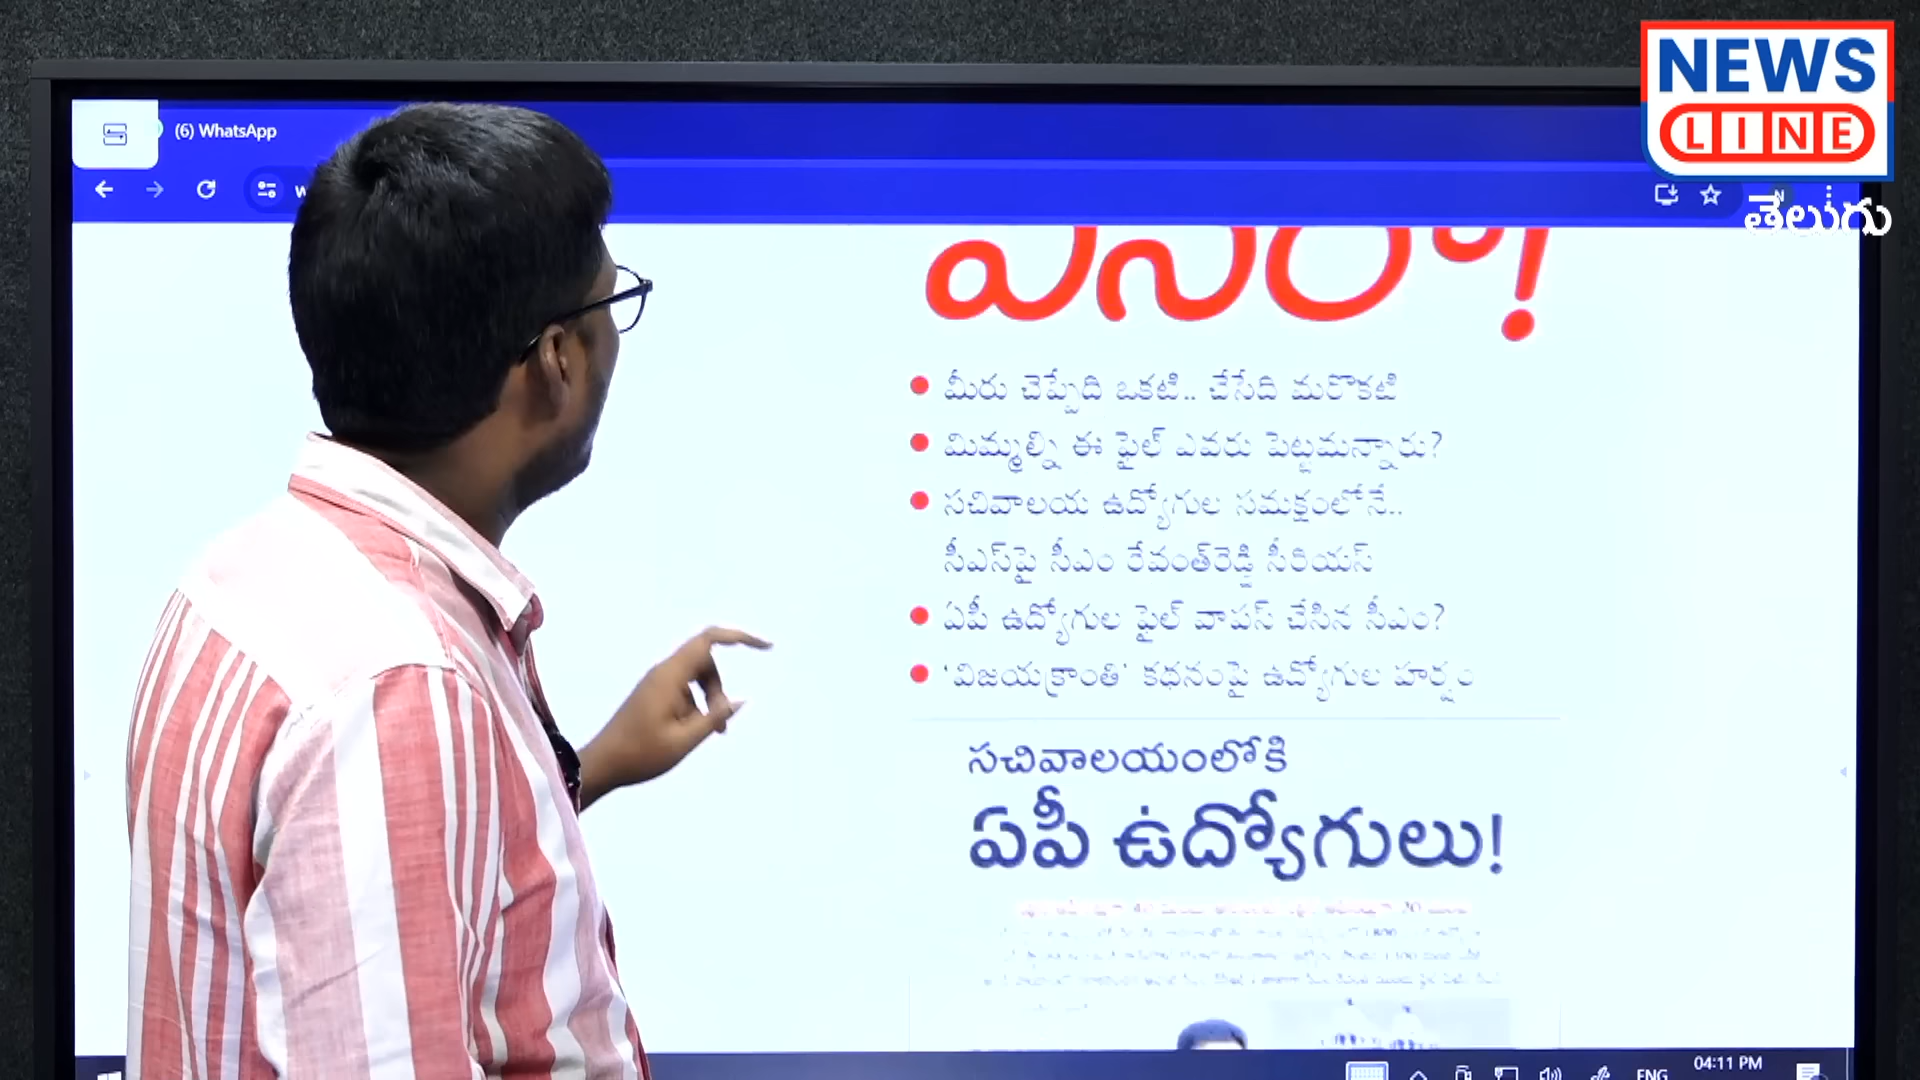 NEWS
LINE
తెలుగు
(6) WhatsApp
W
N
• మీరు చెప్పేది ఒకటి.. చేసేది మరొకటి
• మిమ్మల్ని ఈ ఫైల్ ఎవరు పెట్టమన్నారు?
• సచివాలయ ఉద్యోగుల సమక్షంలోనే..
సీఎస్‌పై సీఎం రేవంత్‌రెడ్డి సీరియస్
• ఏపీ ఉద్యోగుల ఫైల్ వాపస్ చేసిన సీఎం?
• ‘విజయక్రాంతి’ కథనంపై ఉద్యోగుల హర్షం
సచివాలయంలోకి
ఏపీ ఉద్యోగులు!
ENG
04:11 PM